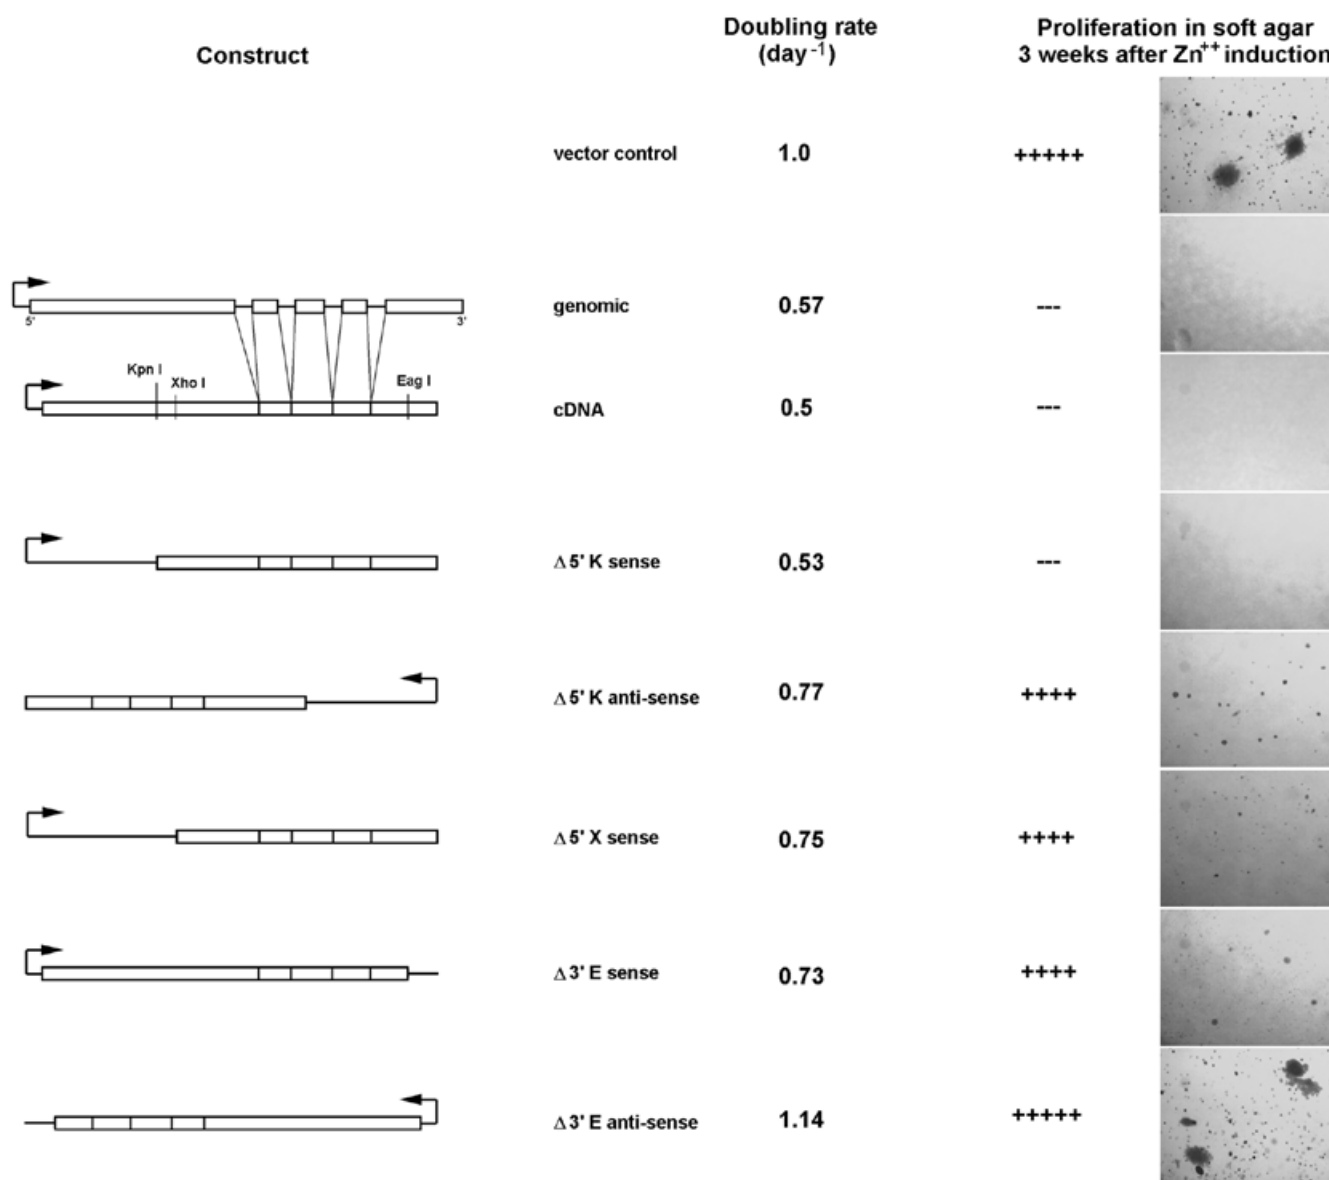 Construct
Doubling rate
(day -1)
Proliferation in soft agar
3 weeks after Zn++ induction
vector control 1.0 +++++
5' 3'
genomic 0.57 ---
Kpn I Xho I Eag I
cDNA 0.5 ---
Δ 5' K sense 0.53 ---
Δ 5' K anti-sense 0.77 ++++
Δ 5' X sense 0.75 ++++
Δ 3' E sense 0.73 ++++
Δ 3' E anti-sense 1.14 +++++